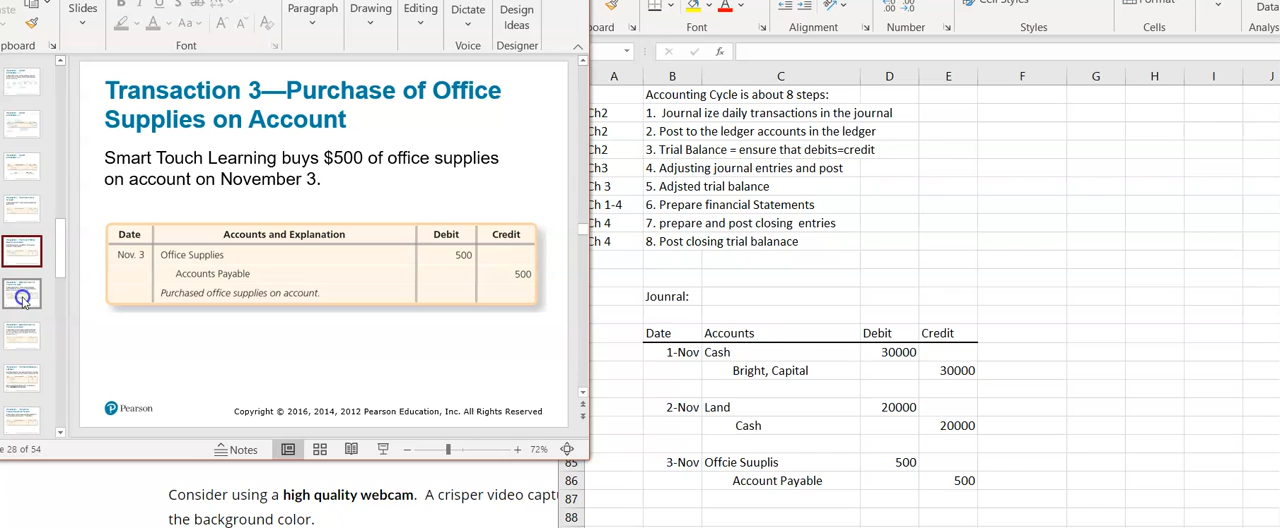 Slides
Paragraph
Drawing
Editing
Dictate
Design
Ideas
Font
Voice
Designer
Transaction 3—Purchase of Office
Supplies on Account
Smart Touch Learning buys $500 of office supplies
on account on November 3.
Date Accounts and Explanation Debit Credit
Nov. 3 Office Supplies 500
Accounts Payable 500
Purchased office supplies on account.
Pearson
Copyright © 2016, 2014, 2012 Pearson Education, Inc. All Rights Reserved
28 of 54
Notes
72%
Consider using a high quality webcam. A crisper video
the background color.
Font Alignment Number Styles Cells
fx
A B C D E F G H I J
Accounting Cycle is about 8 steps:
Ch2 1. Journal ize daily transactions in the journal
Ch2 2. Post to the ledger accounts in the ledger
Ch2 3. Trial Balance = ensure that debits=credit
Ch3 4. Adjusting journal entries and post
Ch 3 5. Adjsted trial balance
Ch 1-4 6. Prepare financial Statements
Ch 4 7. prepare and post closing entries
Ch 4 8. Post closing trial balanace
Jounral:
Date Accounts Debit Credit
1-Nov Cash 30000
Bright, Capital 30000
2-Nov Land 20000
Cash 20000
85 3-Nov Offcie Suuplis 500
86 Account Payable 500
87
88